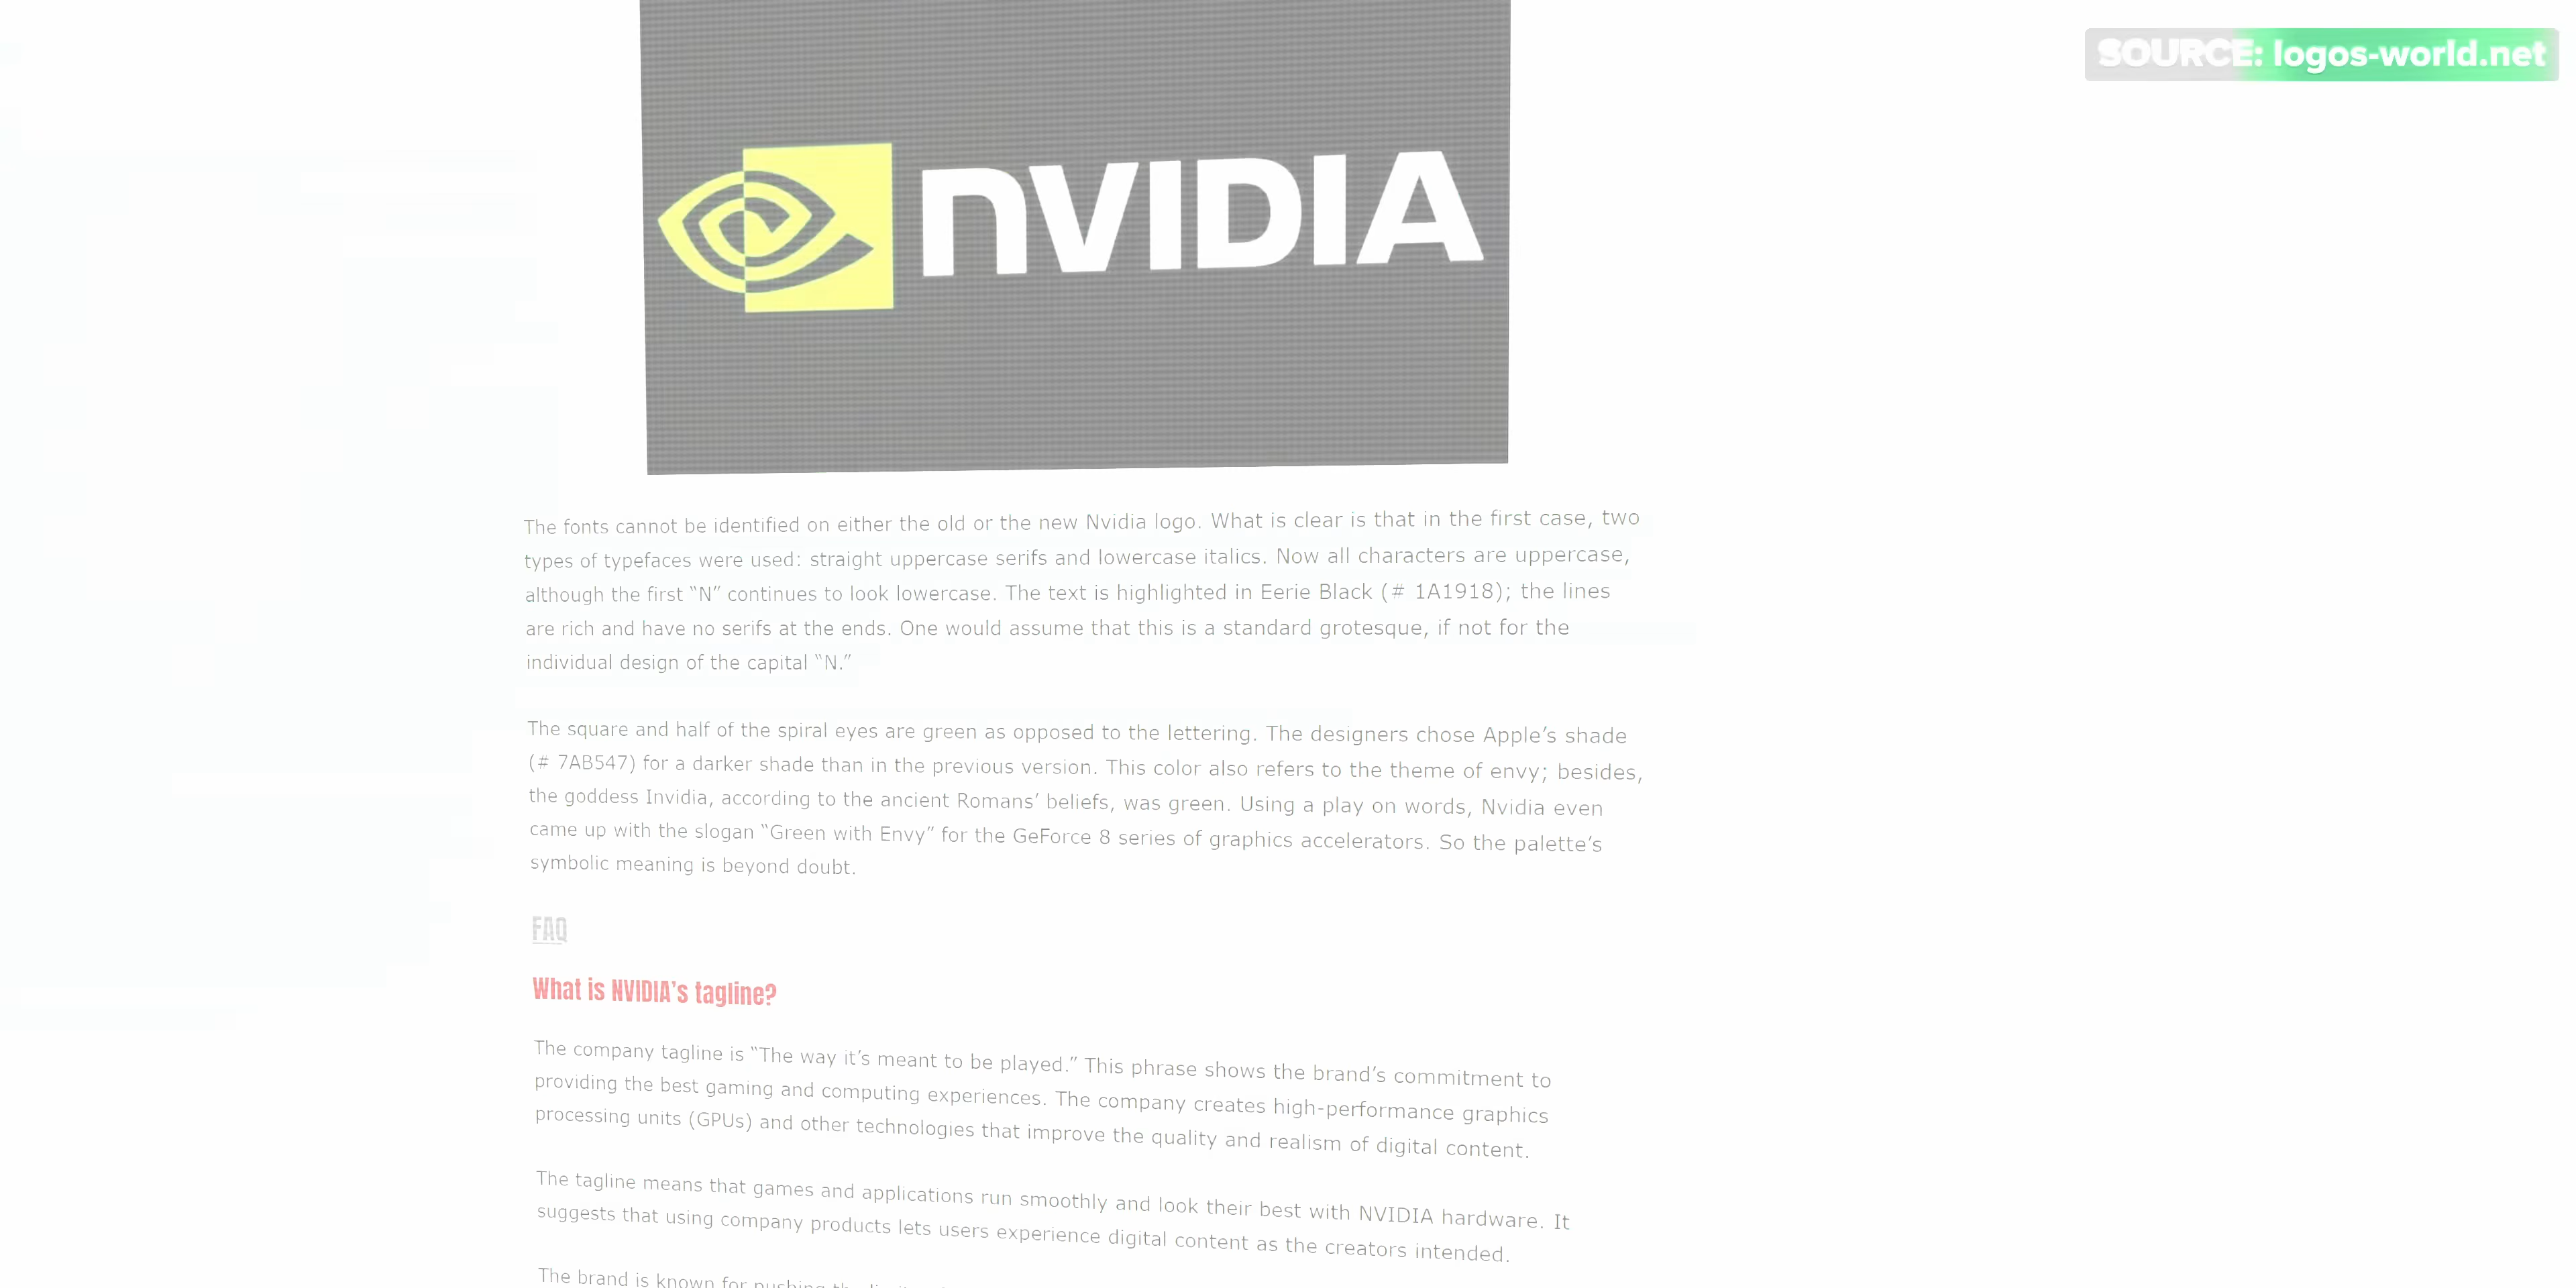 SOURCE: logos-world.net
NVIDIA
The fonts cannot be identified on either the old or the new Nvidia logo. What is clear is that in the first case, two
types of typefaces were used: straight uppercase serifs and lowercase italics. Now all characters are uppercase,
although the first “N” continues to look lowercase. The text is highlighted in Eerie Black (# 1A1918); the lines
are rich and have no serifs at the ends. One would assume that this is a standard grotesque, if not for the
individual design of the capital “N.”
The square and half of the spiral eyes are green as opposed to the lettering. The designers chose Apple’s shade
(# 7AB547) for a darker shade than in the previous version. This color also refers to the theme of envy; besides,
the goddess Invidia, according to the ancient Romans’ beliefs, was green. Using a play on words, Nvidia even
came up with the slogan “Green with Envy” for the GeForce 8 series of graphics accelerators. So the palette’s
symbolic meaning is beyond doubt.
FAQ
What is NVIDIA’s tagline?
The company tagline is “The way it’s meant to be played.” This phrase shows the brand’s commitment to
providing the best gaming and computing experiences. The company creates high-performance graphics
processing units (GPUs) and other technologies that improve the quality and realism of digital content.
The tagline means that games and applications run smoothly and look their best with NVIDIA hardware. It
suggests that using company products lets users experience digital content as the creators intended.
The brand is known for pushing the